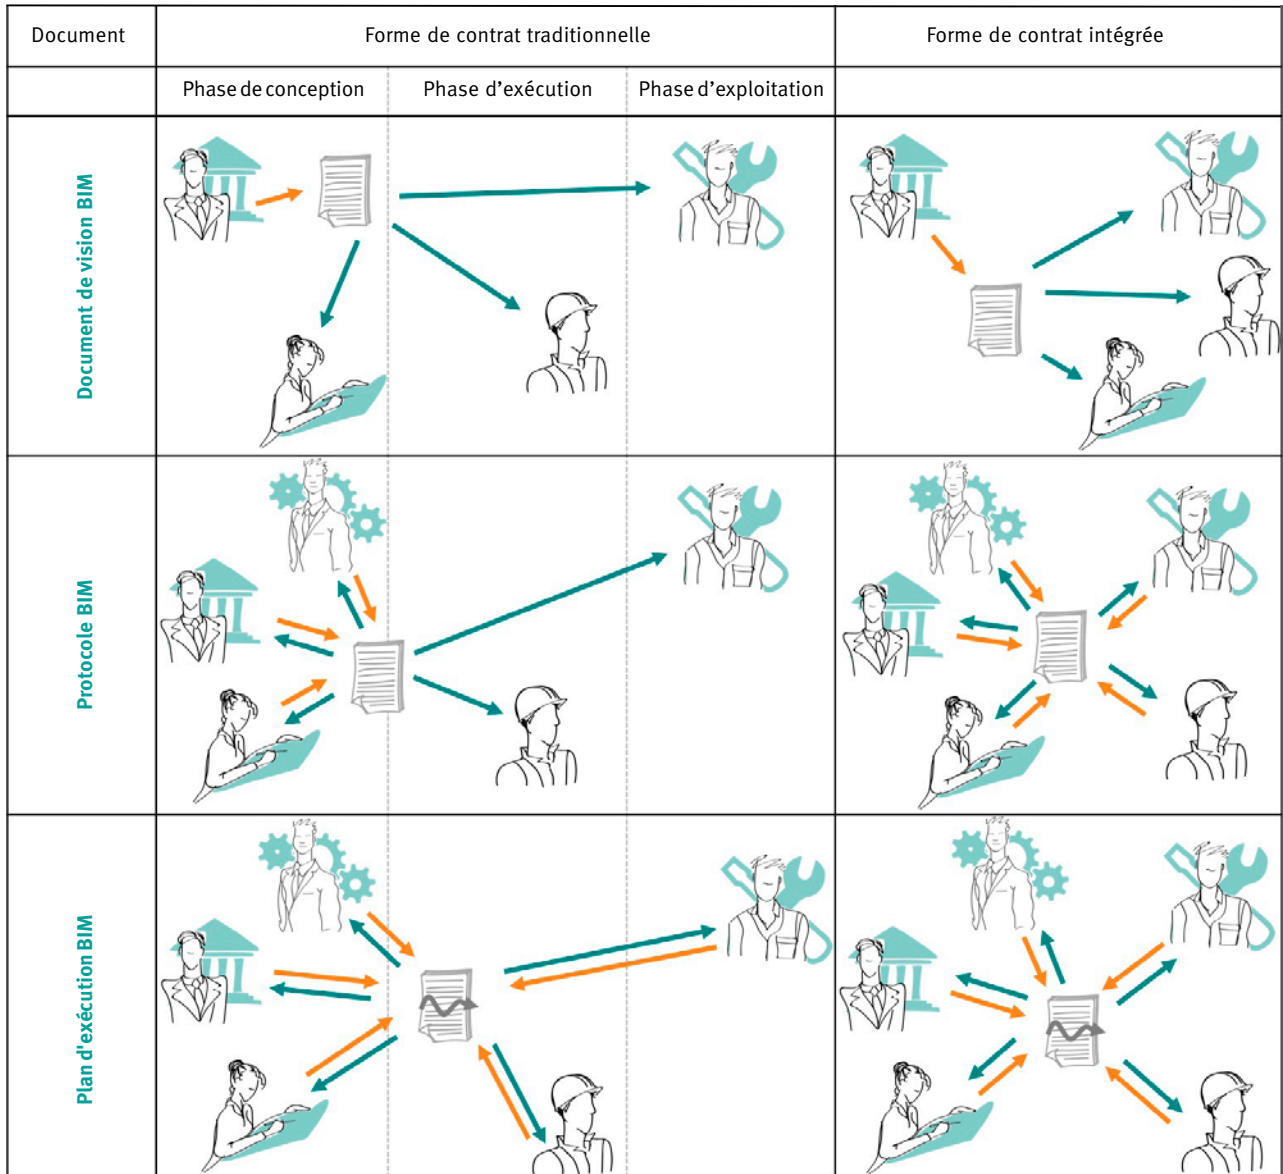 Document
Forme de contrat traditionnelle
Forme de contrat intégrée
Phase de conception
Phase d'exécution
Phase d'exploitation
Document de vision BIM
Protocole BIM
Plan d'exécution BIM